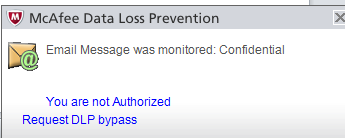 McAfee Data Loss Prevention
Email Message was monitored: Confidential
You are not Authorized
Request DLP bypass